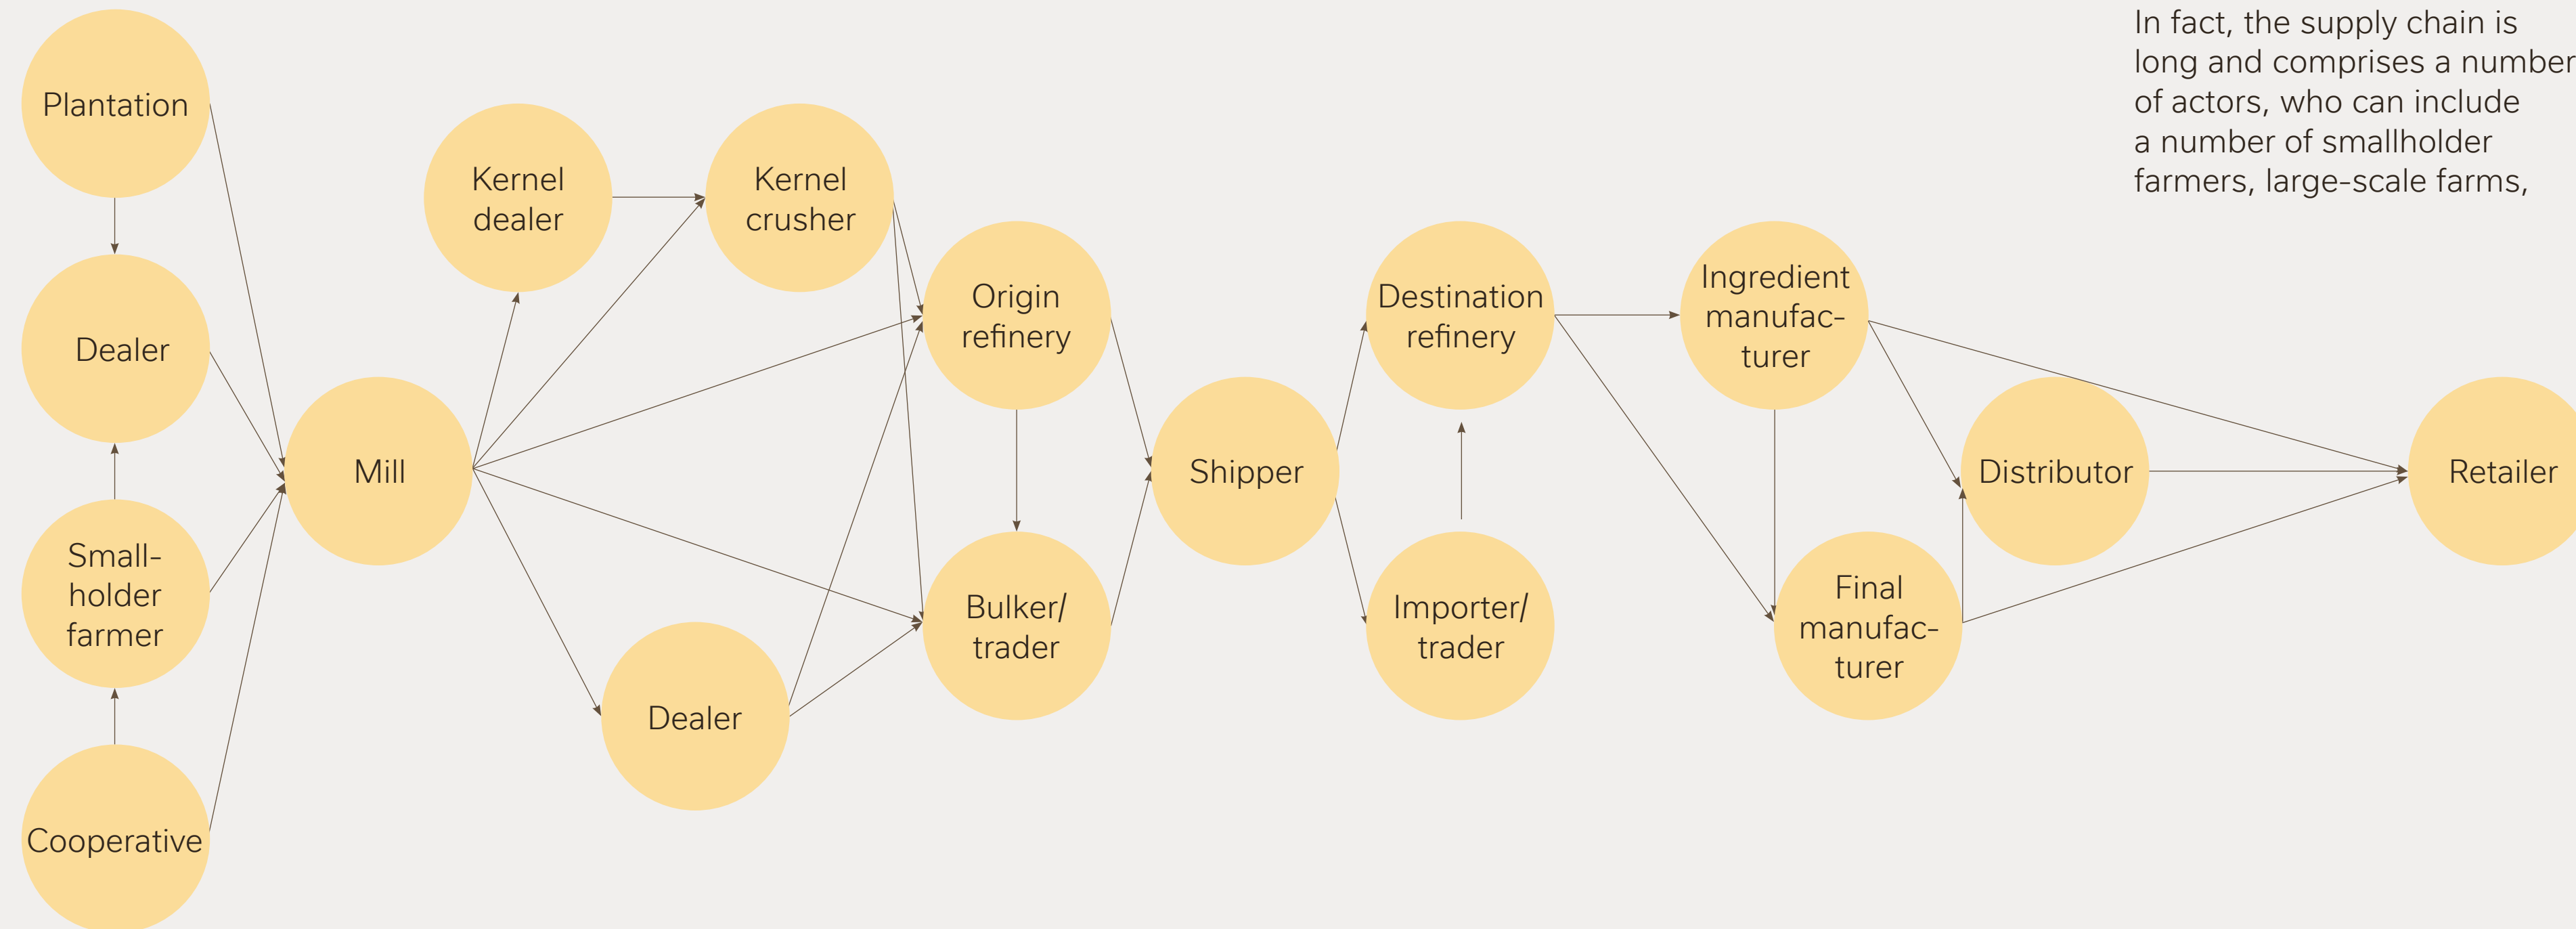 In fact, the supply chain is
long and comprises a number
of actors, who can include
a number of smallholder
farmers, large-scale farms,
Plantation
Dealer
Small-
holder
farmer
Cooperative
Mill
Kernel
dealer
Kernel
crusher
Dealer
Origin
refinery
Bulker/
trader
Shipper
Destination
refinery
Importer/
trader
Ingredient
manufac-
turer
Final
manufac-
turer
Distributor
Retailer